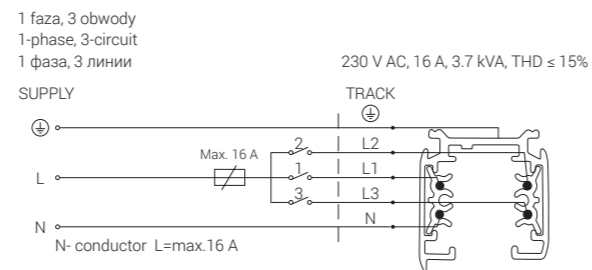 1 faza, 3 obwody
1-phase, 3-circuit
1 фаза, 3 линии
230 V AC, 16 A, 3.7 kVA, THD ≤ 15%
SUPPLY
TRACK
2
L2
Max. 16 A
L
1
L1
3
L3
N
N
N- conductor L=max.16 A